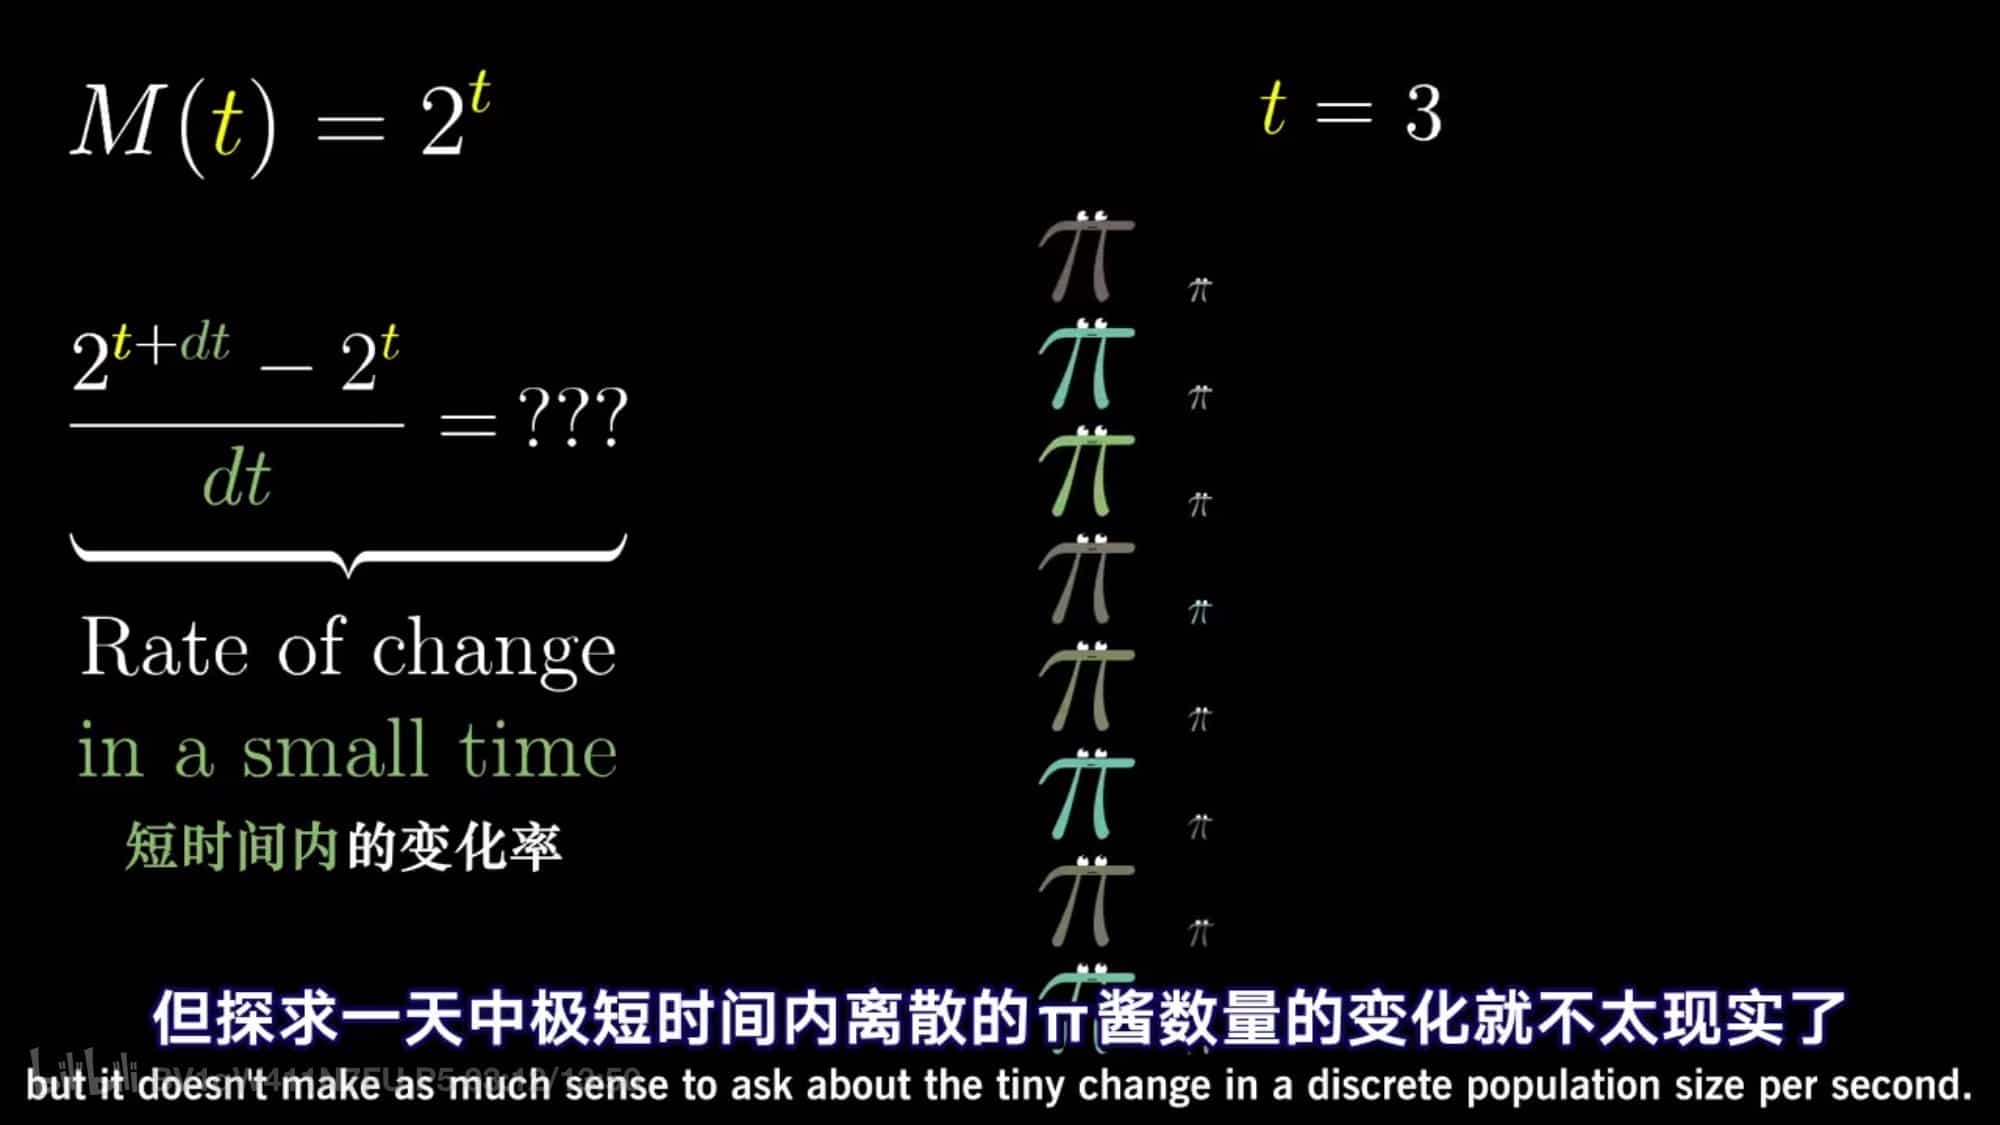 M(t) = 2^t
t = 3
(2^{t+dt} − 2^t) / dt = ???
Rate of change
in a small time
短时间内的变化率
但探求一天中极短时间内离散的π酱数量的变化就不太现实了
but it doesn't make as much sense to ask about the tiny change in a discrete population size per second.